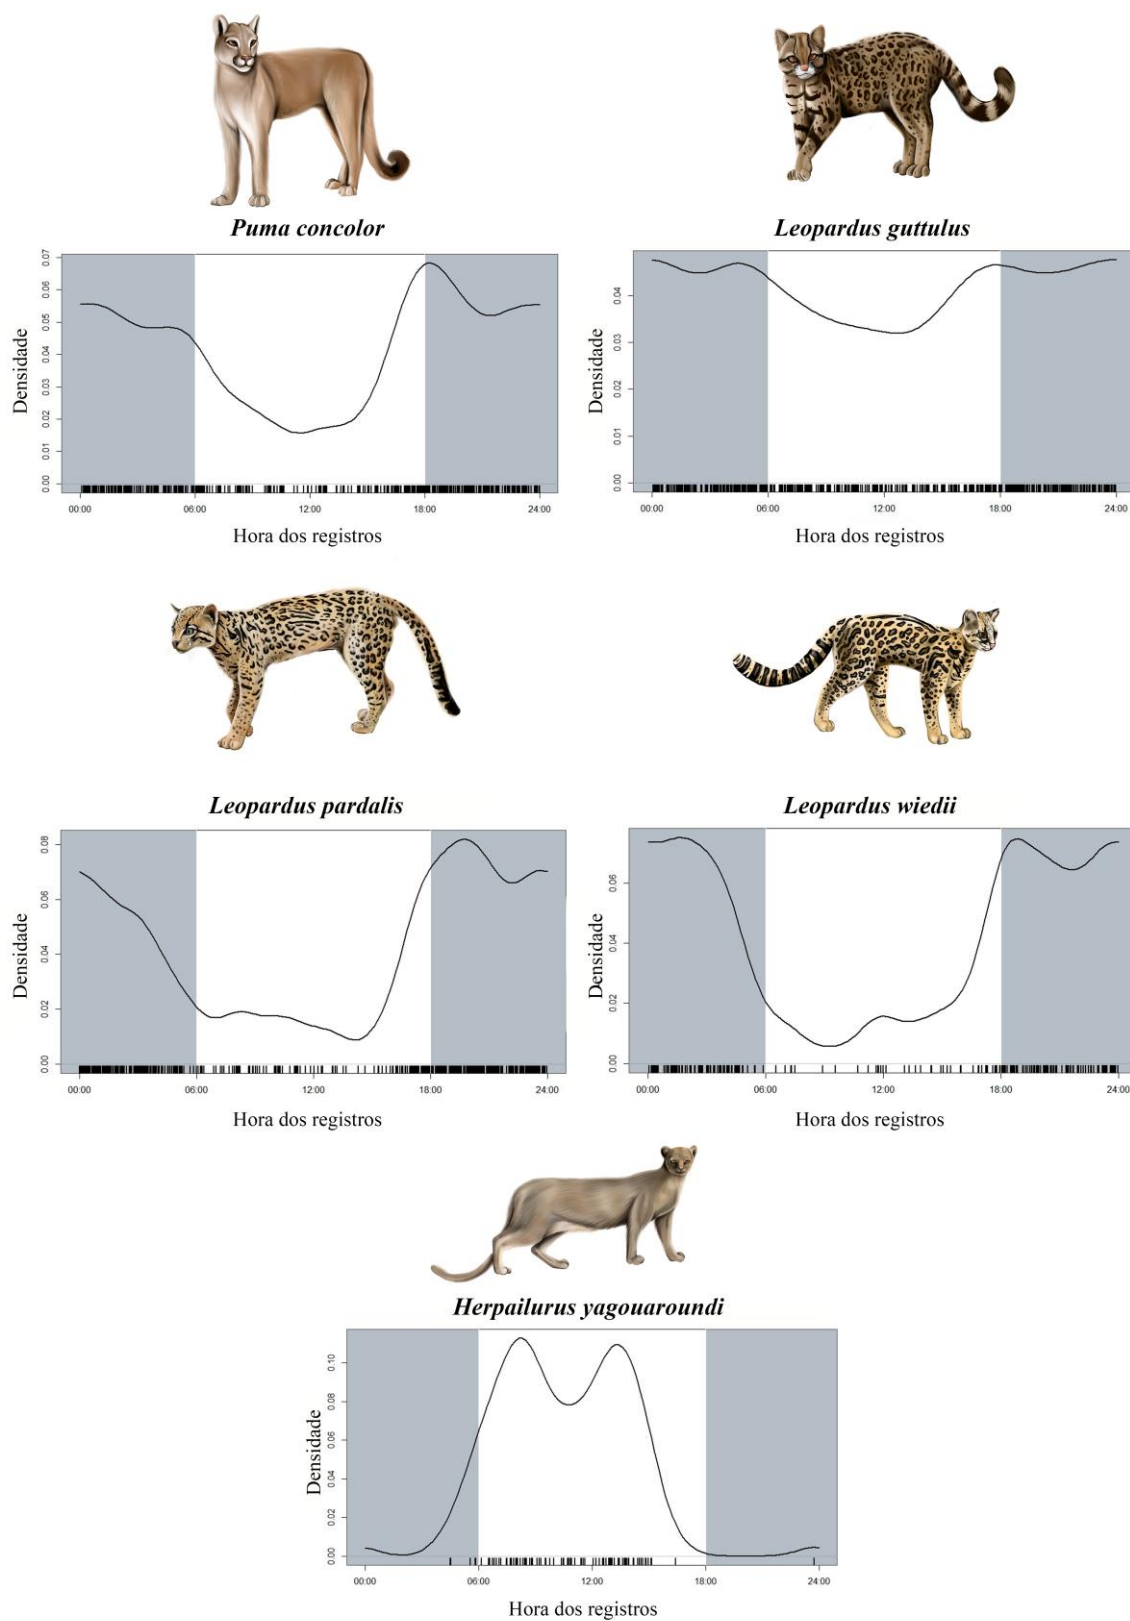 Puma concolor
Densidade
0.07
0.06
0.05
0.04
0.03
0.02
0.01
0.00
00:00 06:00 12:00 18:00 24:00
Hora dos registros
Leopardus guttulus
Densidade
0.04
0.03
0.02
0.01
0.00
00:00 06:00 12:00 18:00 24:00
Hora dos registros
Leopardus pardalis
Densidade
0.08
0.06
0.04
0.02
0.00
00:00 06:00 12:00 18:00 24:00
Hora dos registros
Leopardus wiedii
Densidade
0.06
0.04
0.02
0.00
00:00 06:00 12:00 18:00 24:00
Hora dos registros
Herpailurus yagouaroundi
Densidade
0.10
0.08
0.06
0.04
0.02
0.00
00:00 06:00 12:00 18:00 24:00
Hora dos registros